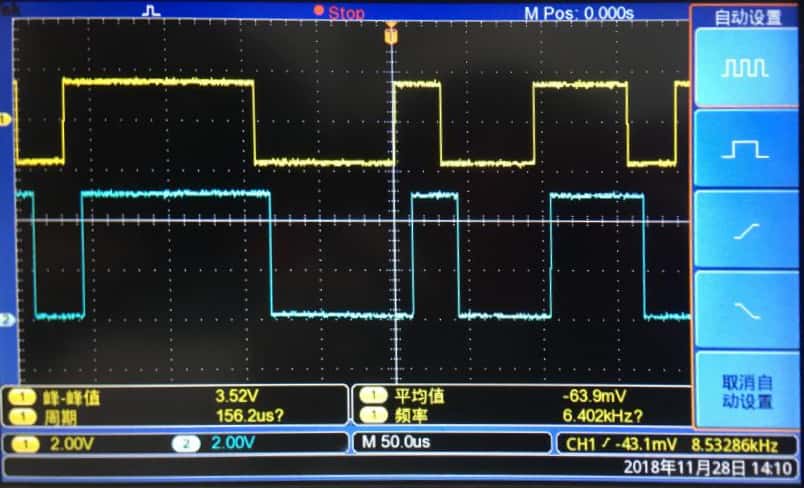 Stop M Pos: 0.000s
自动设置
T
1
2
取消自
动设置
1 峰-峰值 3.52V
1 周期 156.2us?
1 平均值 -63.9mV
1 频率 6.402kHz?
1 2.00V 2 2.00V M 50.0us CH1 -43.1mV 8.53286kHz
2018年11月28日 14:10